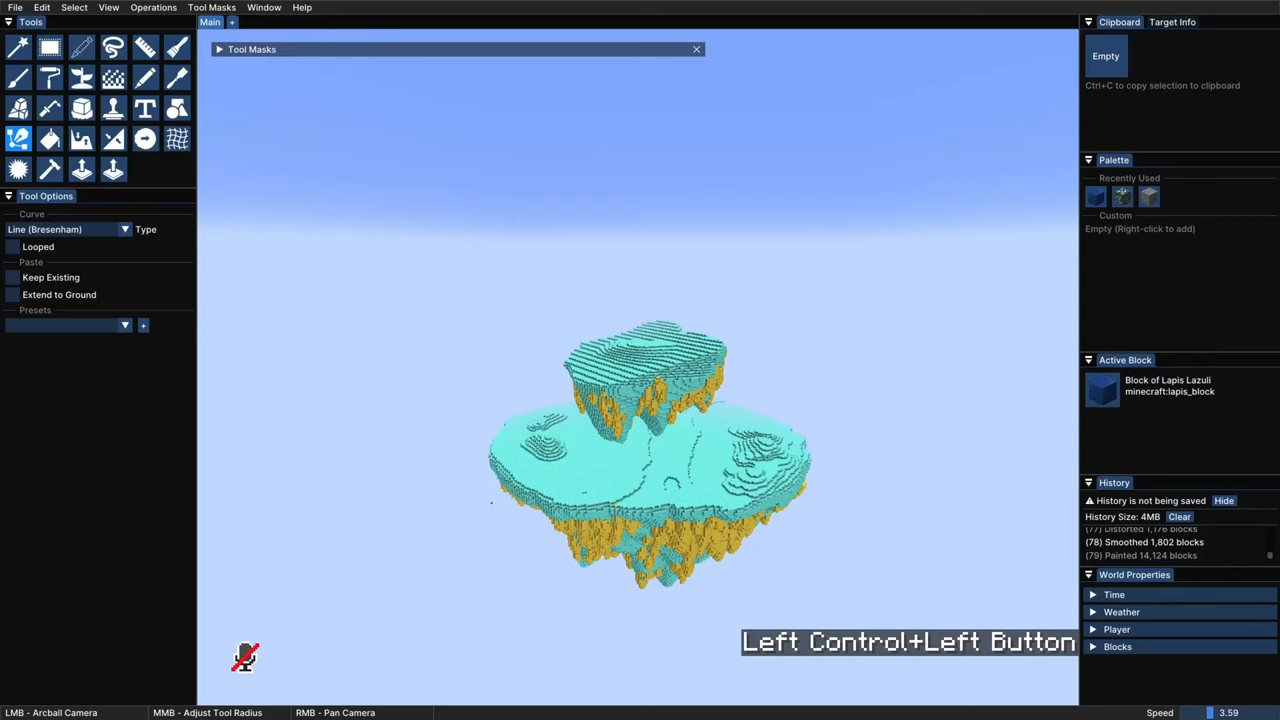 File Edit Select View Operations Tool Masks Window Help
Tools
Main +
Clipboard Target Info
Tool Masks
Empty
Ctrl+C to copy selection to clipboard
Palette
Recently Used
Custom
Empty (Right-click to add)
Tool Options
Curve
Line (Bresenham) Type
Looped
Paste
Keep Existing
Extend to Ground
Presets
+
Active Block
Block of Lapis Lazuli
minecraft:lapis_block
History
History is not being saved Hide
History Size: 4MB Clear
(77) Distorted 1,176 blocks
(78) Smoothed 1,802 blocks
(79) Painted 14,124 blocks
World Properties
Time
Weather
Player
Blocks
Left Control+Left Button
LMB - Arcball Camera MMB - Adjust Tool Radius RMB - Pan Camera Speed 3.59